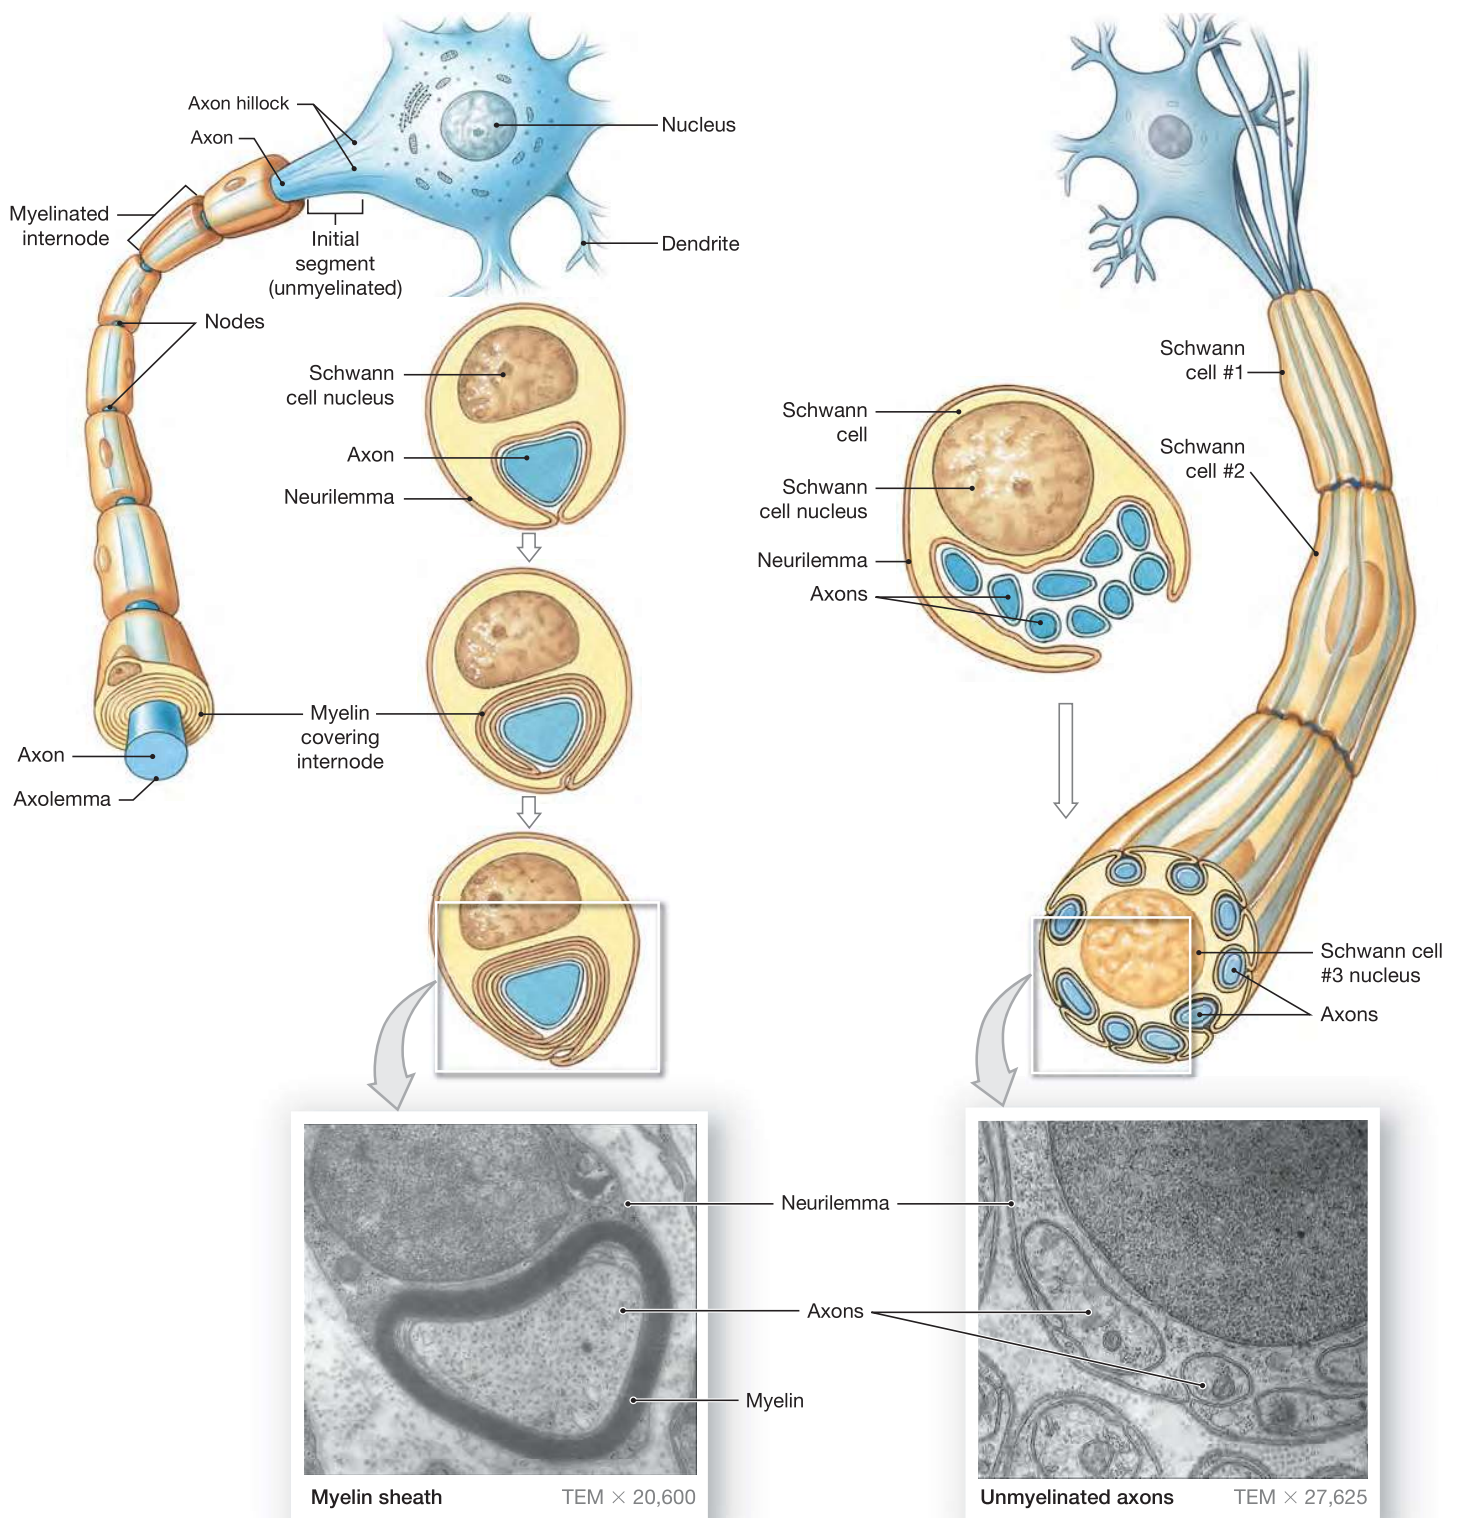 Axon hillock
Axon
Nucleus
Myelinated
internode
Initial
segment
(unmyelinated)
Dendrite
Nodes
Schwann
cell nucleus
Axon
Neurilemma
Myelin
covering
internode
Axon
Axolemma
Schwann
cell #1
Schwann
cell
Schwann
cell #2
Schwann
cell nucleus
Neurilemma
Axons
Schwann cell
#3 nucleus
Axons
Neurilemma
Axons
Myelin
Myelin sheath
TEM × 20,600
Unmyelinated axons
TEM × 27,625